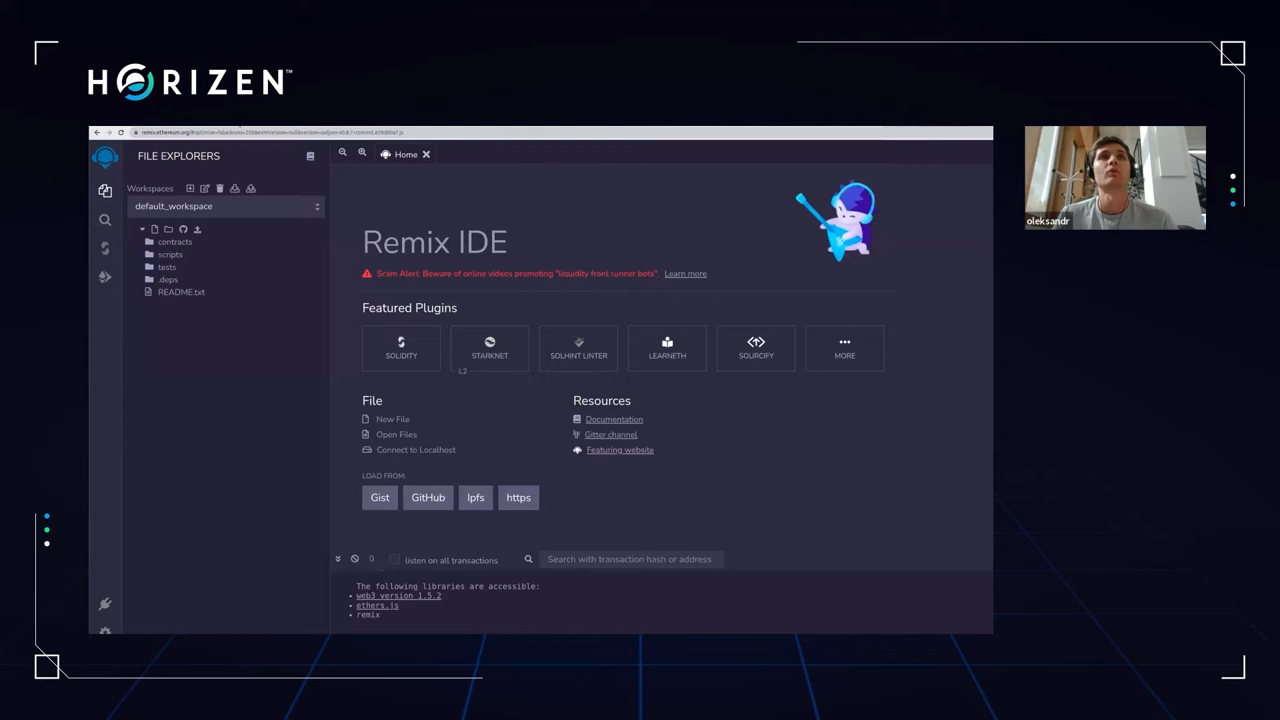 HORIZEN™
FILE EXPLORERS
Workspaces
default_workspace
contracts
scripts
tests
.deps
README.txt
Home
Remix IDE
Scam Alert: Beware of online videos promoting "liquidity front runner bots". Learn more
Featured Plugins
SOLIDITY
STARKNET
L2
SOLHINT LINTER
LEARNETH
SOURCIFY
MORE
File
New File
Open Files
Connect to Localhost
LOAD FROM:
Gist GitHub Ipfs https
Resources
Documentation
Gitter channel
Featuring website
0 listen on all transactions Search with transaction hash or address
The following libraries are accessible:
• web3 version 1.5.2
• ethers.js
• remix
oleksandr